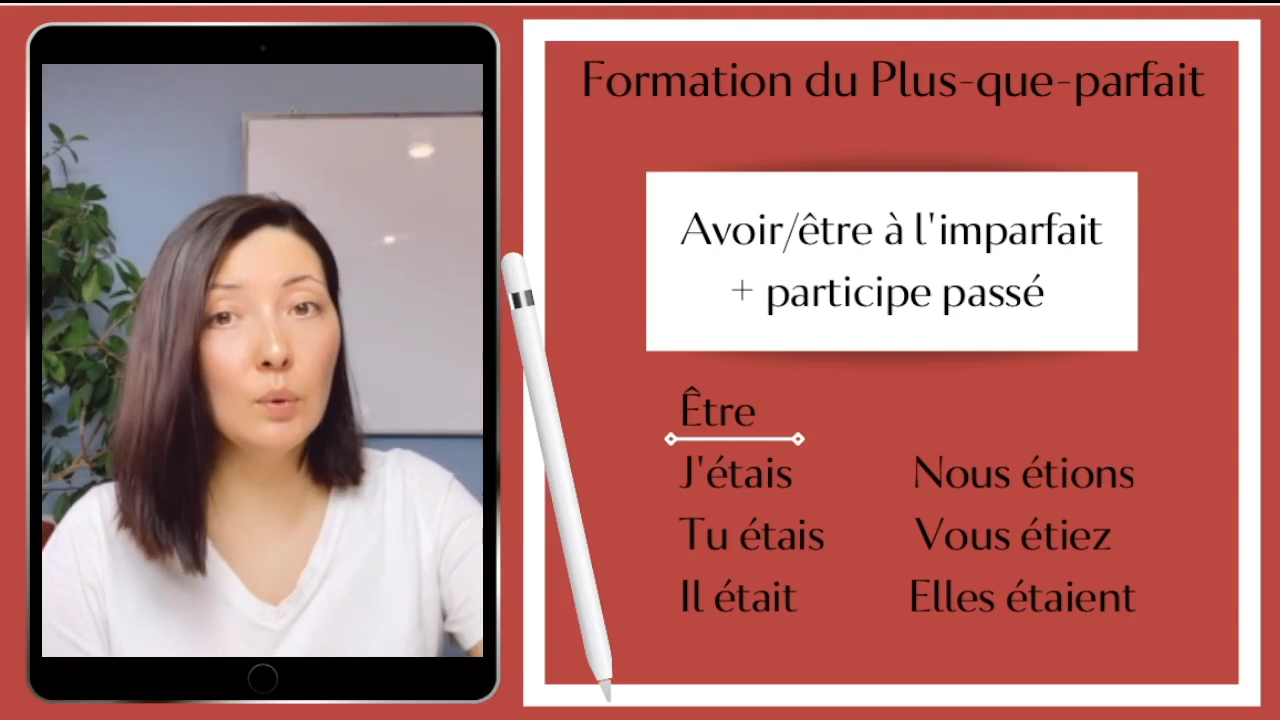 Formation du Plus-que-parfait
Avoir/être à l'imparfait
+ participe passé
Être
J'étais
Tu étais
Il était
Nous étions
Vous étiez
Elles étaient